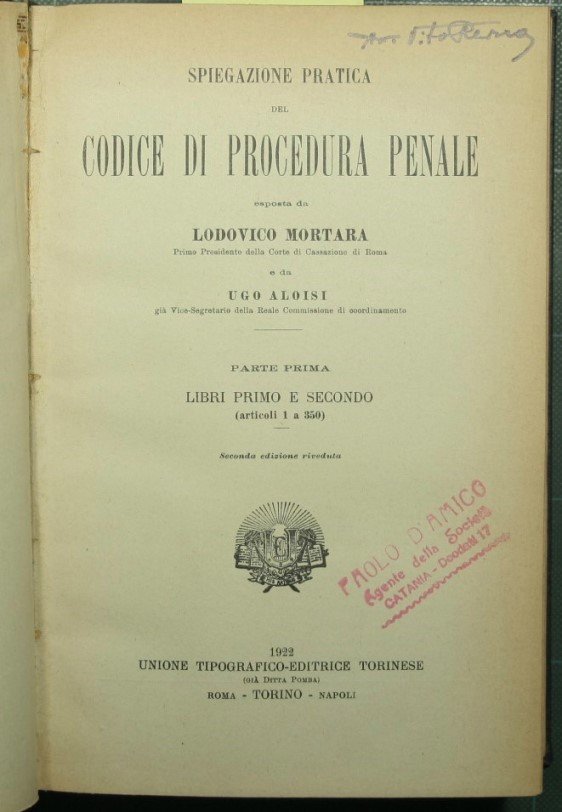 SPIEGAZIONE PRATICA
DEL
CODICE DI PROCEDURA PENALE
esposta da
LODOVICO MORTARA
Primo Presidente della Corte di Cassazione di Roma
e da
UGO ALOISI
già Vice-Segretario della Reale Commissione di coordinamento
PARTE PRIMA
LIBRI PRIMO E SECONDO
(articoli 1 a 350)
Seconda edizione riveduta
PAOLO D'AMICO
Agente della Società
CATANIA - Deodati 17
1922
UNIONE TIPOGRAFICO-EDITRICE TORINESE
(GIÀ DITTA POMBA)
ROMA - TORINO - NAPOLI